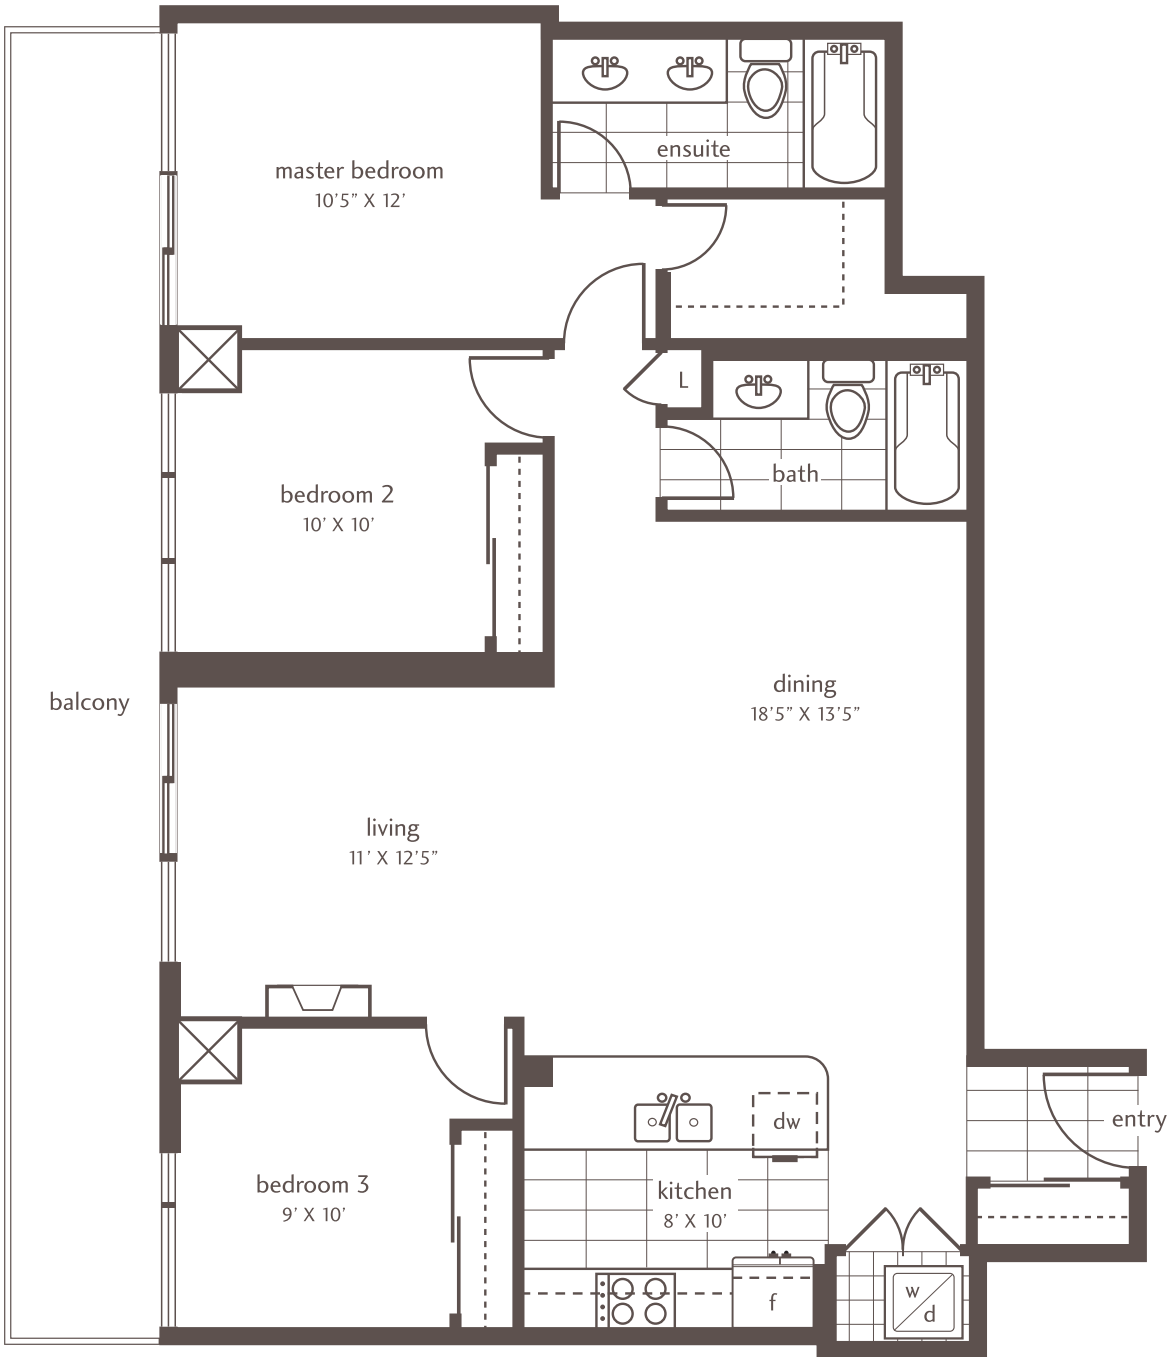 ensuite
master bedroom
10'5" X 12'
L
bath
bedroom 2
10' X 10'
dining
18'5" X 13'5"
balcony
living
11' X 12'5"
dw
entry
bedroom 3
9' X 10'
kitchen
8' X 10'
w
d
f